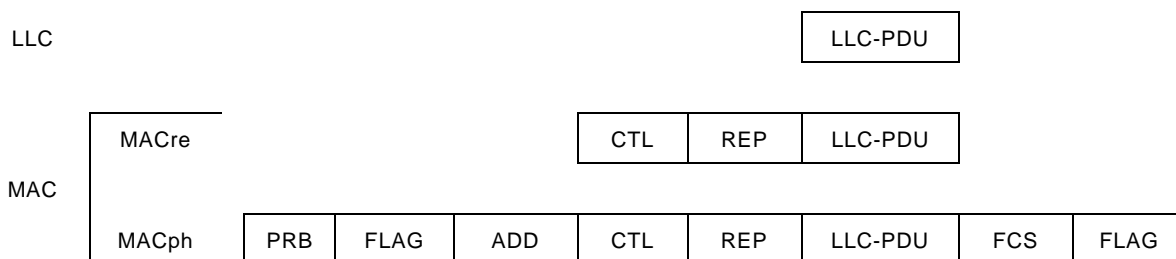 LLC LLC-PDU
MACre CTL REP LLC-PDU
MAC
MACph PRB FLAG ADD CTL REP LLC-PDU FCS FLAG